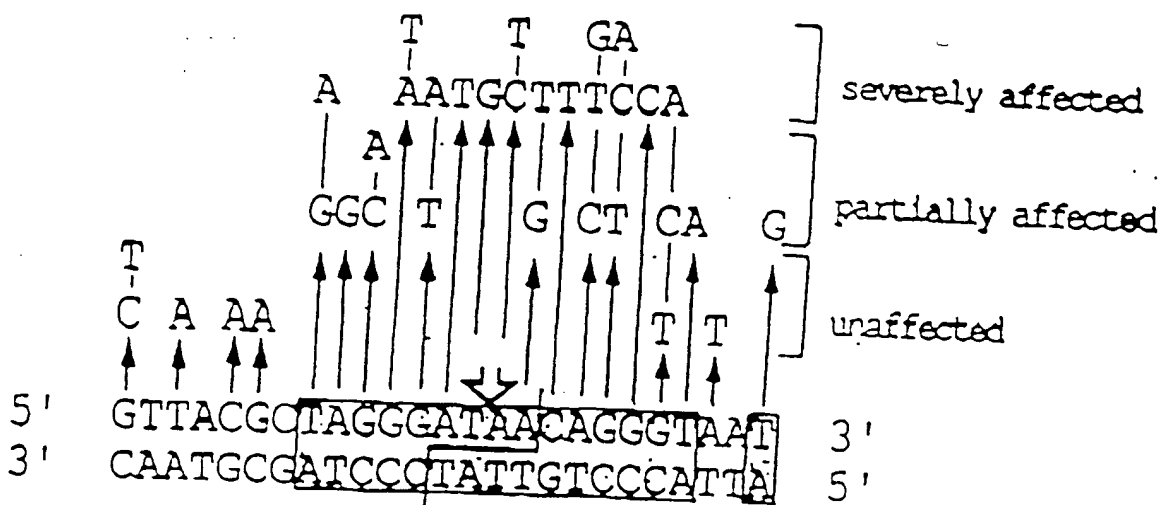 T T GA
A AATGCTTTCCA severely affected
A
GGC T G CT CA G partially affected
T
C A AA T T unaffected
5' GTTACGCTAGGGATAACAGGGTAAT 3'
3' CAATGCGATCCCTATTGTCCCATTA 5'